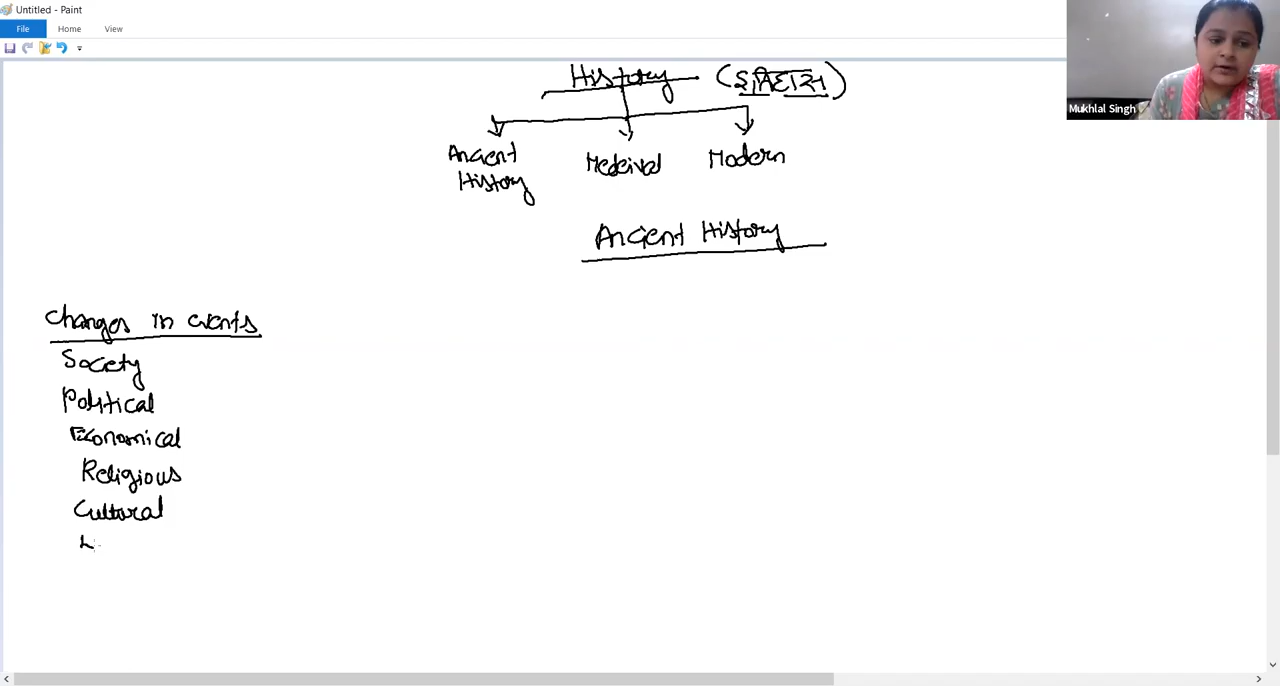 Untitled - Paint
File Home View
Mukhlal Singh
History (इतिहास)
Ancient History
Medeival
Modern
Ancient History
Changes in events
Society
Political
Economical
Religious
Cultural